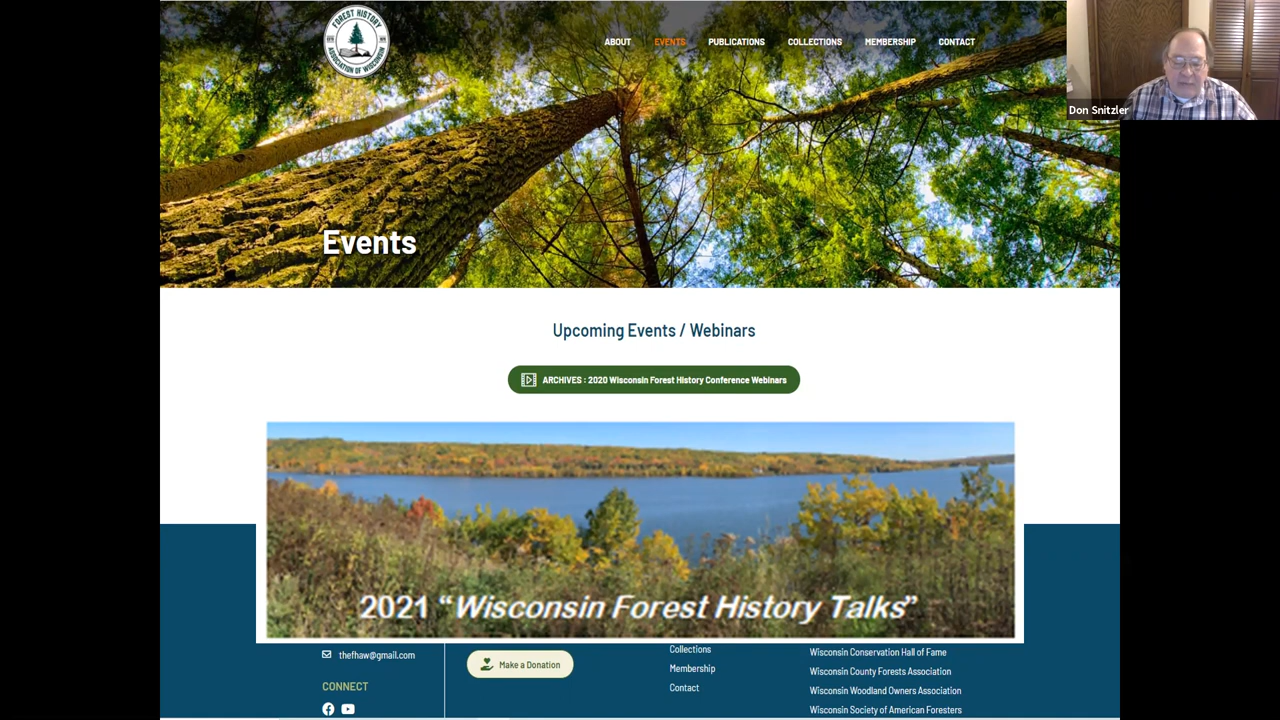 FOREST HISTORY
ASSOCIATION OF WISCONSIN
ABOUT
EVENTS
PUBLICATIONS
COLLECTIONS
MEMBERSHIP
CONTACT
Don Snitzler
Events
Upcoming Events / Webinars
ARCHIVES : 2020 Wisconsin Forest History Conference Webinars
2021 “Wisconsin Forest History Talks”
thefhaw@gmail.com
CONNECT
Make a Donation
Collections
Membership
Contact
Wisconsin Conservation Hall of Fame
Wisconsin County Forests Association
Wisconsin Woodland Owners Association
Wisconsin Society of American Foresters